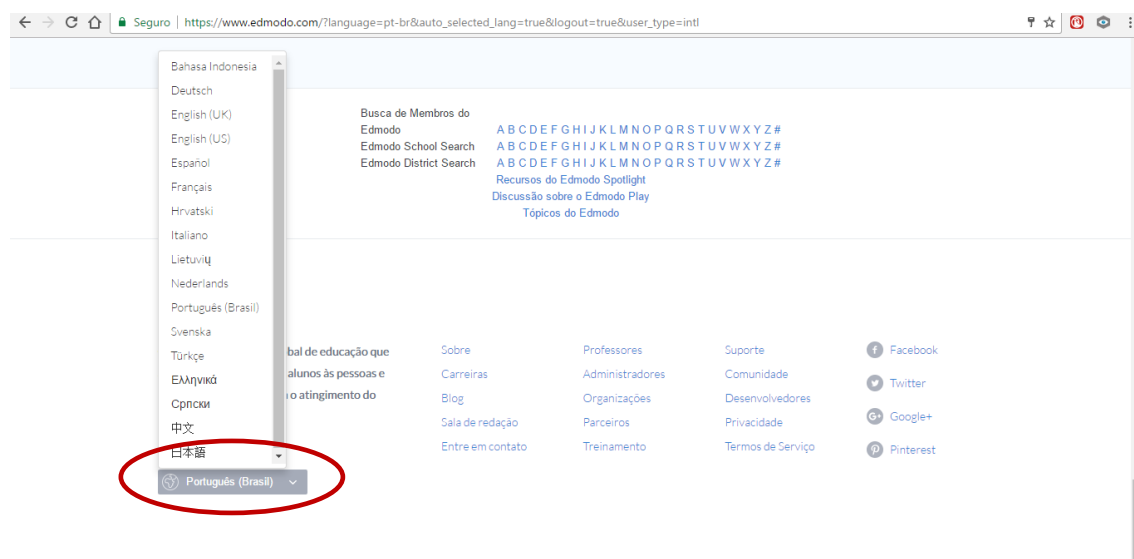 Seguro | https://www.edmodo.com/?language=pt-br&auto_selected_lang=true&logout=true&user_type=intl
Bahasa Indonesia
Deutsch
English (UK)
English (US)
Español
Français
Hrvatski
Italiano
Lietuvių
Nederlands
Português (Brasil)
Svenska
Türkçe
Ελληνικά
Српски
中文
日本語
Português (Brasil)
Busca de Membros do
Edmodo A B C D E F G H I J K L M N O P Q R S T U V W X Y Z #
Edmodo School Search A B C D E F G H I J K L M N O P Q R S T U V W X Y Z #
Edmodo District Search A B C D E F G H I J K L M N O P Q R S T U V W X Y Z #
Recursos do Edmodo Spotlight
Discussão sobre o Edmodo Play
Tópicos do Edmodo
bal de educação que
alunos às pessoas e
o atingimento do
Sobre
Carreiras
Blog
Sala de redação
Entre em contato
Professores
Administradores
Organizações
Parceiros
Treinamento
Suporte
Comunidade
Desenvolvedores
Privacidade
Termos de Serviço
Facebook
Twitter
Google+
Pinterest